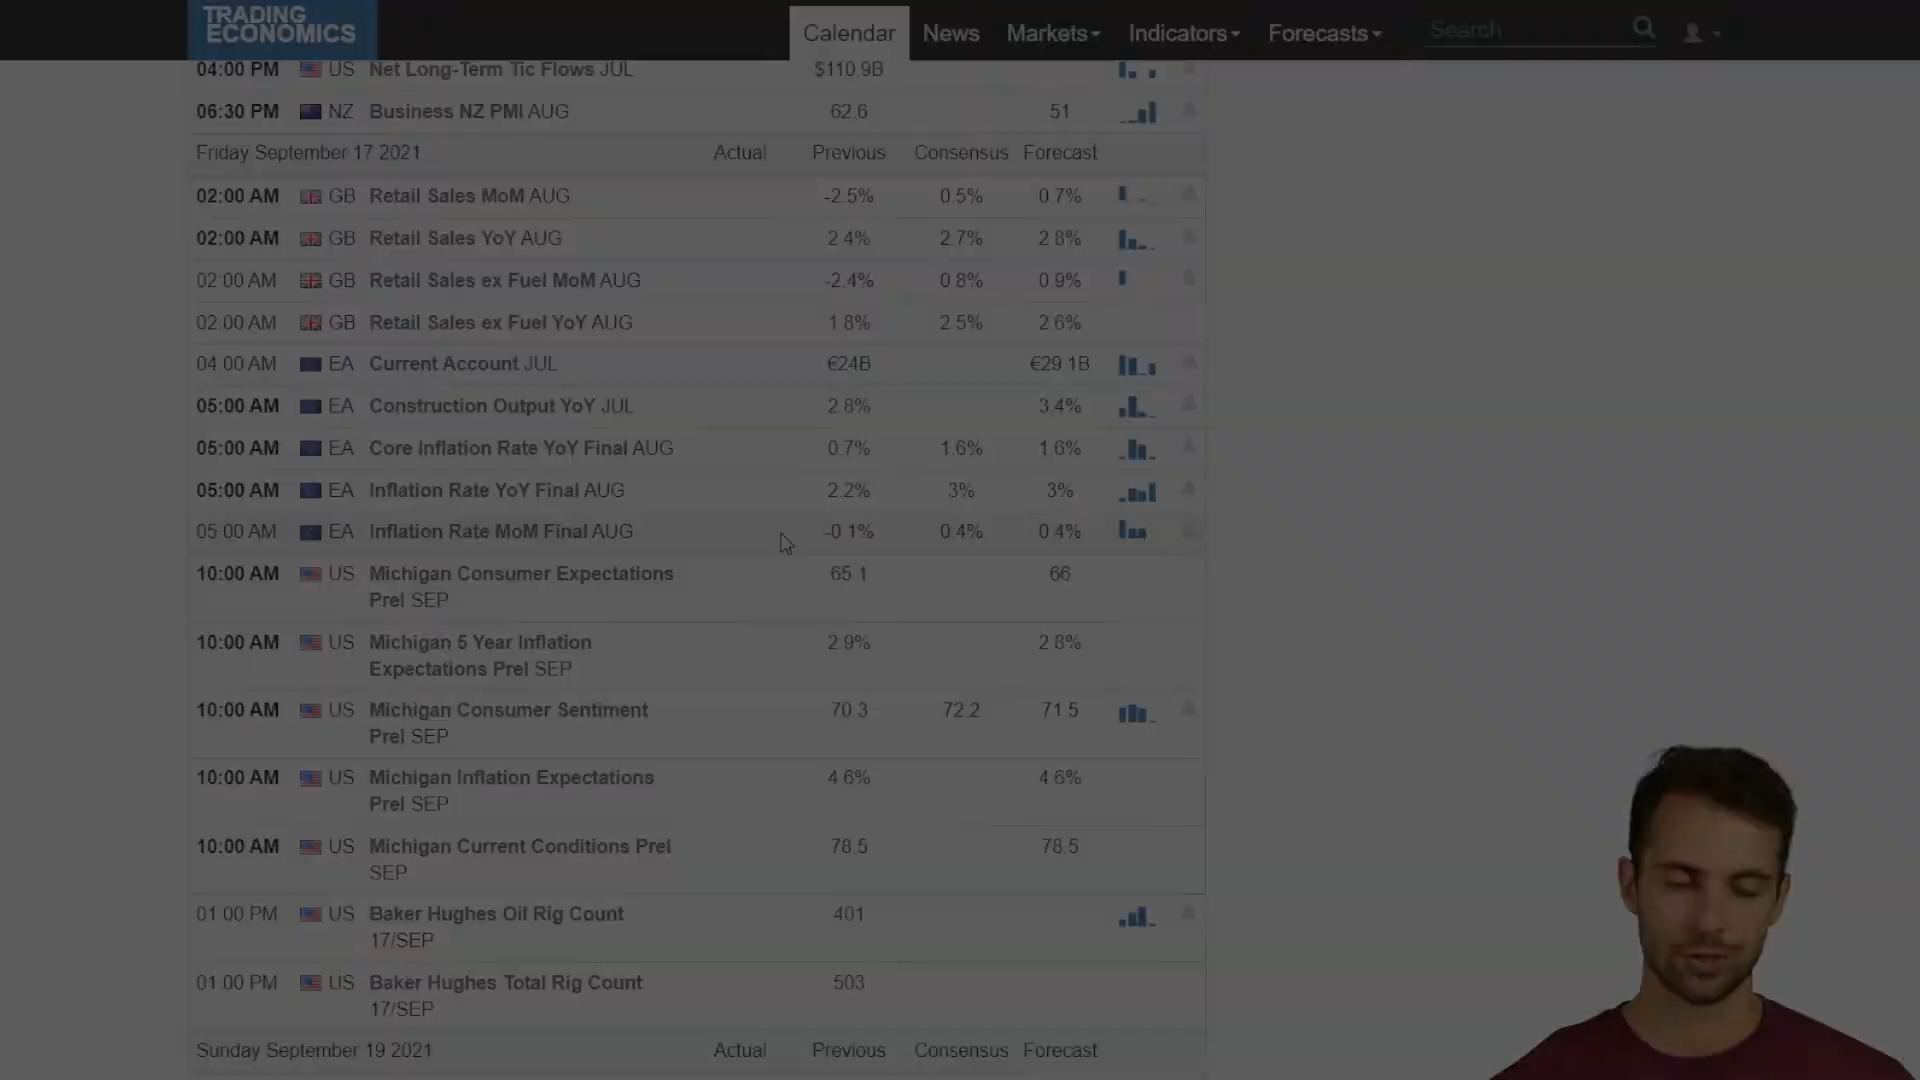 TRADING
ECONOMICS
Calendar News Markets Indicators Forecasts Search
04:00 PM US Net Long-Term Tic Flows JUL $110.9B
06:30 PM NZ Business NZ PMI AUG 62.6 51
Friday September 17 2021 Actual Previous Consensus Forecast
02:00 AM GB Retail Sales MoM AUG -2.5% 0.5% 0.7%
02:00 AM GB Retail Sales YoY AUG 2.4% 2.7% 2.8%
02:00 AM GB Retail Sales ex Fuel MoM AUG -2.4% 0.8% 0.9%
02:00 AM GB Retail Sales ex Fuel YoY AUG 1.8% 2.5% 2.6%
04:00 AM EA Current Account JUL €24B €29.1B
05:00 AM EA Construction Output YoY JUL 2.8% 3.4%
05:00 AM EA Core Inflation Rate YoY Final AUG 0.7% 1.6% 1.6%
05:00 AM EA Inflation Rate YoY Final AUG 2.2% 3% 3%
05:00 AM EA Inflation Rate MoM Final AUG -0.1% 0.4% 0.4%
10:00 AM US Michigan Consumer Expectations 65.1 66
Prel SEP
10:00 AM US Michigan 5 Year Inflation 2.9% 2.8%
Expectations Prel SEP
10:00 AM US Michigan Consumer Sentiment 70.3 72.2 71.5
Prel SEP
10:00 AM US Michigan Inflation Expectations 4.6% 4.6%
Prel SEP
10:00 AM US Michigan Current Conditions Prel 78.5 78.5
SEP
01:00 PM US Baker Hughes Oil Rig Count 401
17/SEP
01:00 PM US Baker Hughes Total Rig Count 503
17/SEP
Sunday September 19 2021 Actual Previous Consensus Forecast